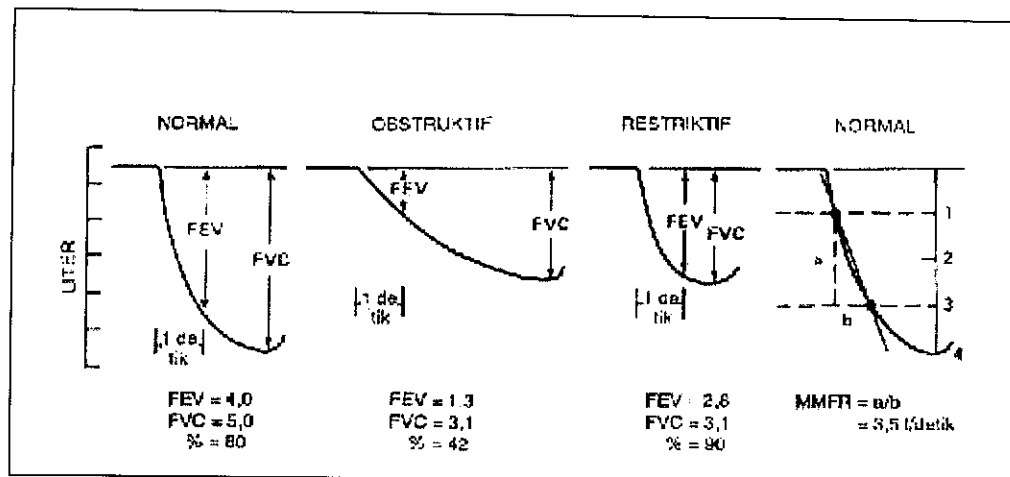 NORMAL
OBSTRUKTIF
RESTRIKTIF
NORMAL
LITER
FEV
FVC
1 de
tik
FEV = 4,0
FVC = 5,0
% = 80
FEV
FVC
1 de
tik
FEV = 1.3
FVC = 3,1
% = 42
FEV
FVC
1 de
tik
FEV = 2,8
FVC = 3,1
% = 90
1
2
3
4
a
b
MMFR = a/b
= 3,5 l/detik